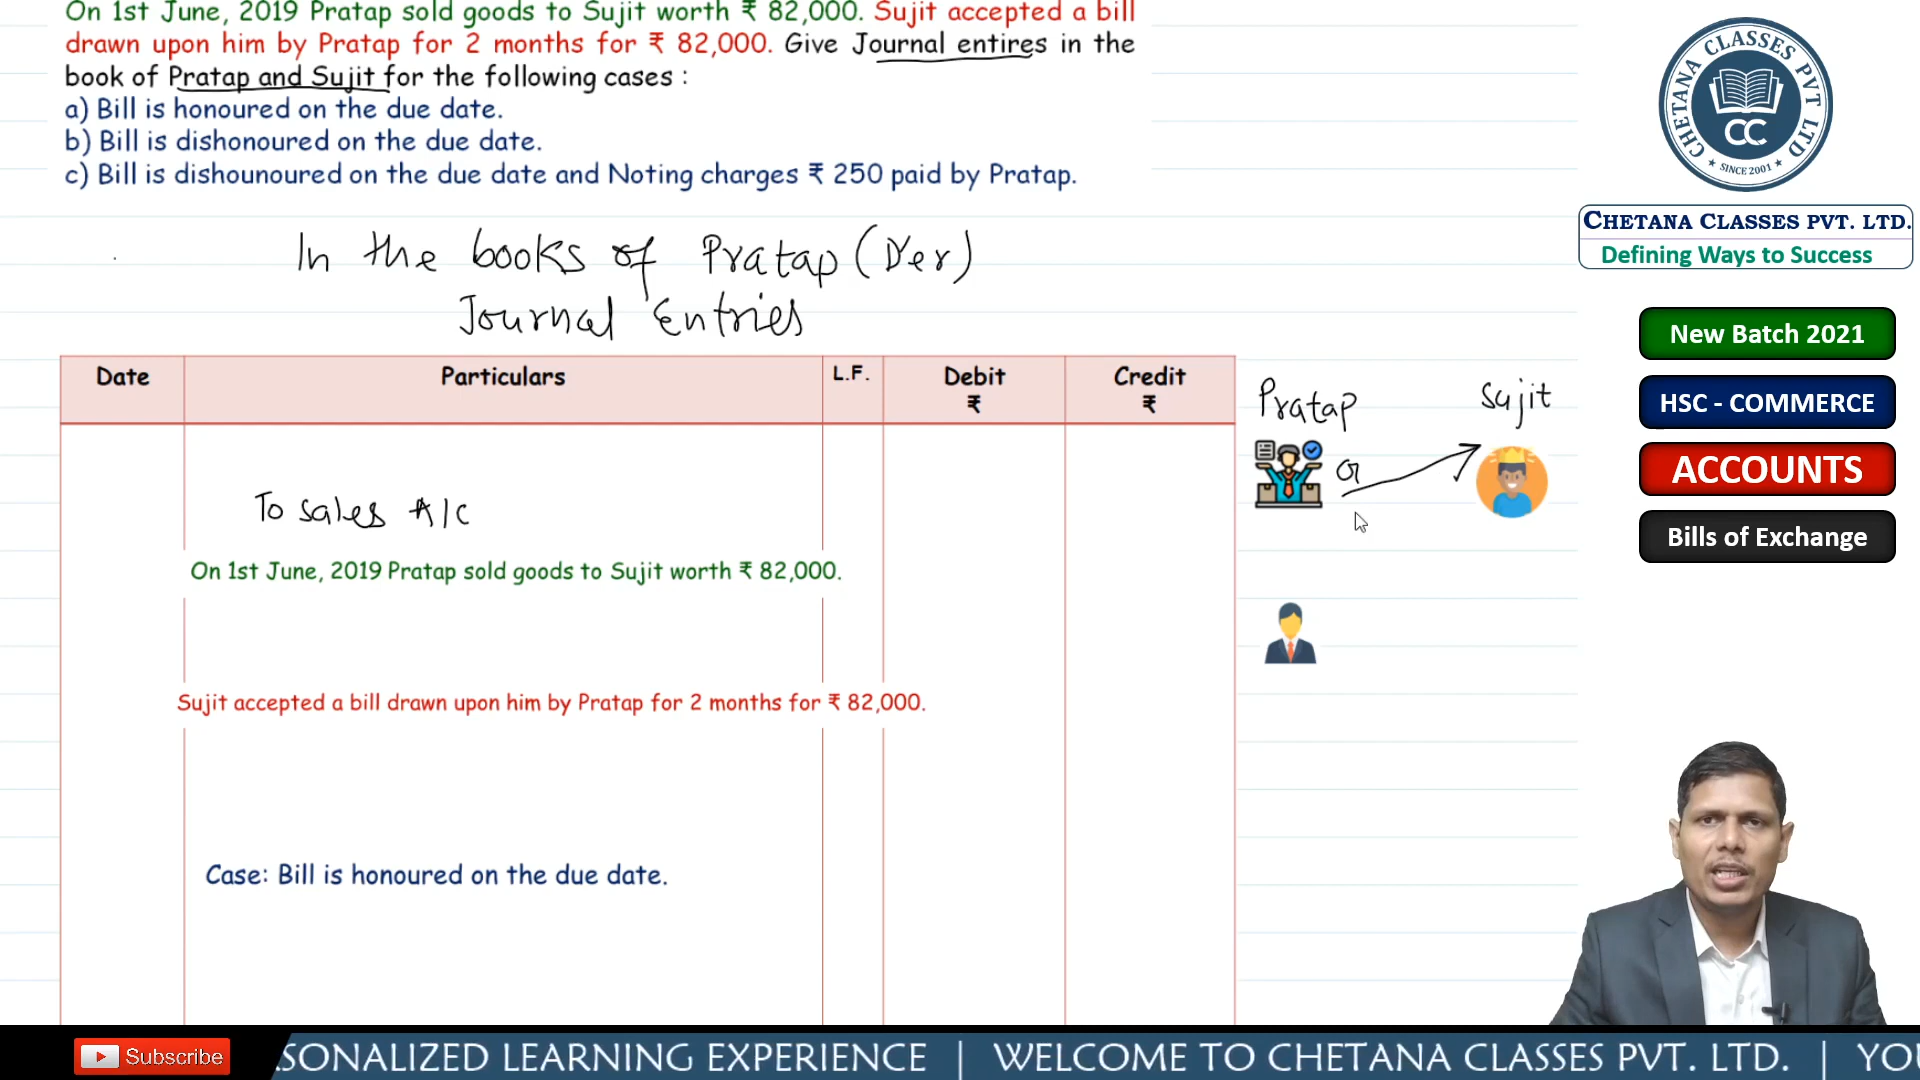 On 1st June, 2019 Pratap sold goods to Sujit worth ₹ 82,000. Sujit accepted a bill
drawn upon him by Pratap for 2 months for ₹ 82,000. Give Journal entires in the
book of Pratap and Sujit for the following cases :
a) Bill is honoured on the due date.
b) Bill is dishonoured on the due date.
c) Bill is dishounoured on the due date and Noting charges ₹ 250 paid by Pratap.
In the books of Pratap (Drer)
Journal Entries
Date Particulars L.F. Debit ₹ Credit ₹
To Sales A/c
On 1st June, 2019 Pratap sold goods to Sujit worth ₹ 82,000.
Sujit accepted a bill drawn upon him by Pratap for 2 months for ₹ 82,000.
Case: Bill is honoured on the due date.
Pratap Sujit
G
CHETANA CLASSES PVT LTD
CC
SINCE 2001
CHETANA CLASSES PVT. LTD.
Defining Ways to Success
New Batch 2021
HSC - COMMERCE
ACCOUNTS
Bills of Exchange
Subscribe
SONALIZED LEARNING EXPERIENCE | WELCOME TO CHETANA CLASSES PVT. LTD. | YOU